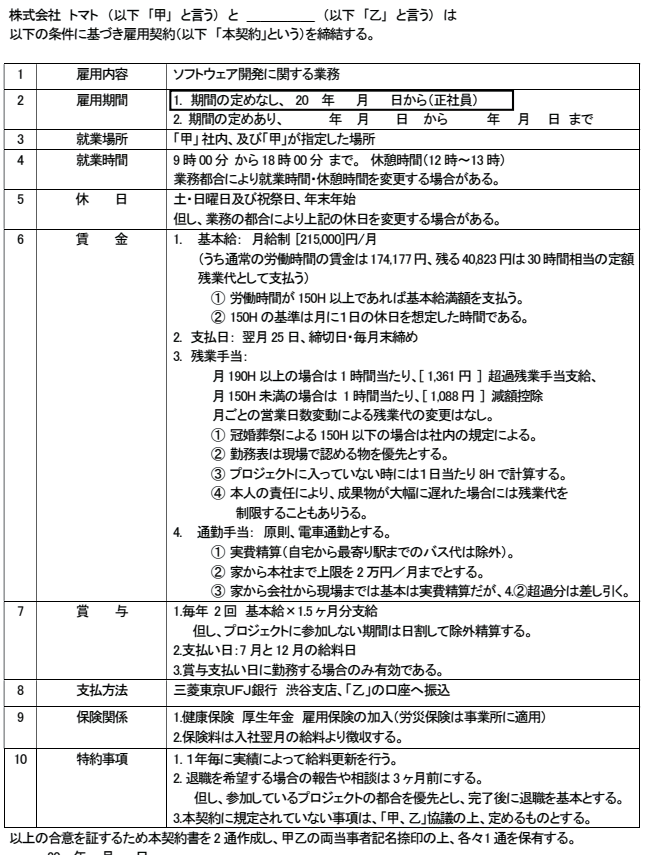 株式会社 トマト （以下 「甲」 と言う） と __________ （以下 「乙」 と言う） は
以下の条件に基づき雇用契約(以下 「本契約」という)を締結する。
1 雇用内容 ソフトウェア開発に関する業務
2 雇用期間 1. 期間の定めなし、 20 年 月 日から(正社員)
2. 期間の定めあり、 年 月 日 から 年 月 日 まで
3 就業場所 「甲」社内、及び「甲」が指定した場所
4 就業時間 9 時 00 分 から 18 時 00 分 まで。 休憩時間(12 時～13 時)
業務都合により就業時間・休憩時間を変更する場合がある。
5 休 日 土・日曜日及び祝祭日、年末年始
但し、業務の都合により上記の休日を変更する場合がある。
6 賃 金 1. 基本給： 月給制 [215,000]円/月
（うち通常の労働時間の賃金は 174,177 円、残る 40,823 円は 30 時間相当の定額
残業代として支払う）
① 労働時間が 150H 以上であれば基本給満額を支払う。
② 150H の基準は月に1日の休日を想定した時間である。
2. 支払日： 翌月 25 日、締切日・毎月末締め
3. 残業手当：
月 190H 以上の場合は 1 時間当たり、[ 1,361 円 ] 超過残業手当支給、
月 150H 未満の場合は 1 時間当たり、[ 1,088 円 ] 減額控除
月ごとの営業日数変動による残業代の変更はなし。
① 冠婚葬祭による 150H 以下の場合は社内の規定による。
② 勤務表は現場で認める物を優先とする。
③ プロジェクトに入っていない時には1日当たり 8H で計算する。
④ 本人の責任により、成果物が大幅に遅れた場合には残業代を
制限することもありうる。
4. 通勤手当： 原則、電車通勤とする。
① 実費精算（自宅から最寄り駅までのバス代は除外）。
② 家から本社まで上限を 2 万円／月までとする。
③ 家から会社から現場までは基本は実費精算だが、4.②超過分は差し引く。
7 賞 与 1.毎年 2 回 基本給×1.5 ヶ月分支給
但し、プロジェクトに参加しない期間は日割して除外精算する。
2.支払い日：7 月と 12 月の給料日
3.賞与支払い日に勤務する場合のみ有効である。
8 支払方法 三菱東京UFJ銀行 渋谷支店、「乙」の口座へ振込
9 保険関係 1.健康保険 厚生年金 雇用保険の加入(労災保険は事業所に適用)
2.保険料は入社翌月の給料より徴収する。
10 特約事項 1. 1年毎に実績によって給料更新を行う。
2. 退職を希望する場合の報告や相談は 3 ヶ月前にする。
但し、参加しているプロジェクトの都合を優先とし、完了後に退職を基本とする。
3.本契約に規定されていない事項は、「甲、乙」協議の上、定めるものとする。
以上の合意を証するため本契約書を 2 通作成し、甲乙の両当事者記名捺印の上、各々1 通を保有する。